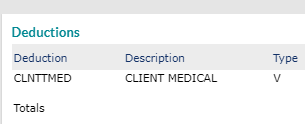 Deductions
Deduction Description Type
CLNTTMED CLIENT MEDICAL V
Totals